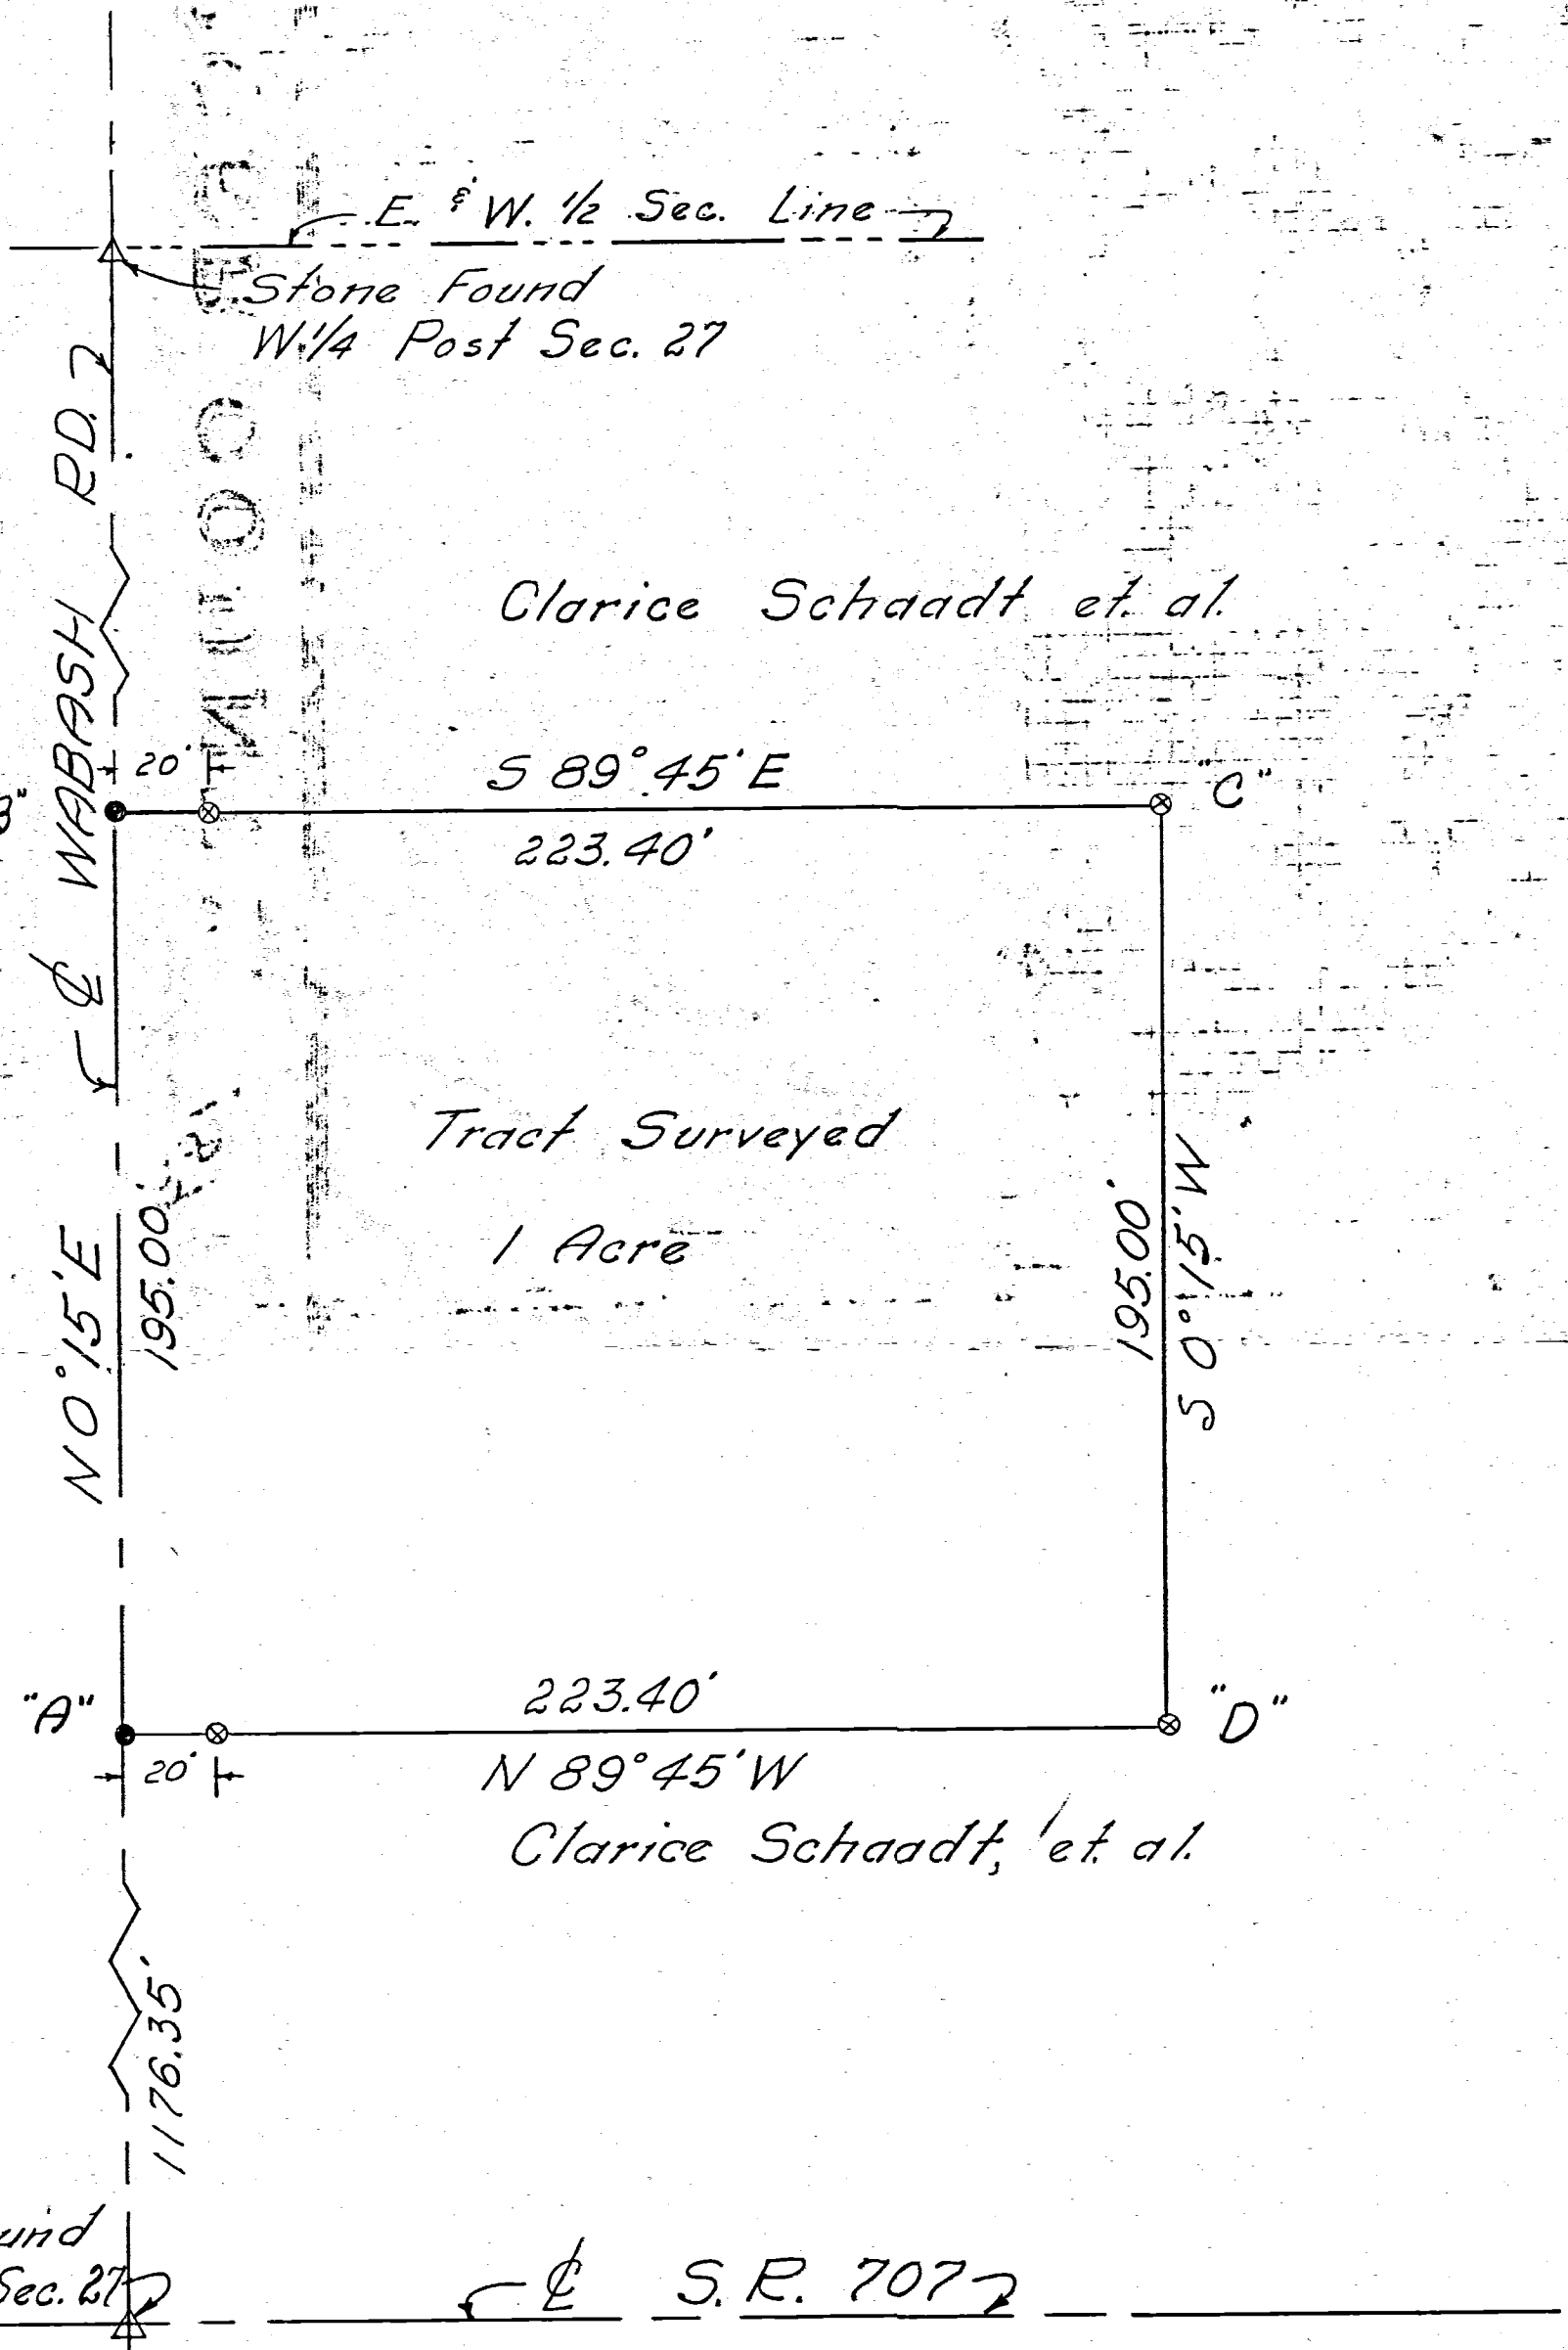 E. & W. 1/2 Sec. Line
Stone Found
W. 1/4 Post Sec. 27
℄ WABASH RD.
Clarice Schaadt et. al.
20'
S 89° 45' E
"C"
223.40'
Tract Surveyed
1 Acre
N 0° 15' E
195.00'
195.00'
S 0° 15' W
"A"
223.40'
"D"
20'
N 89° 45' W
Clarice Schaadt, et. al.
1176.35'
Sec. 27
℄ S.R. 707